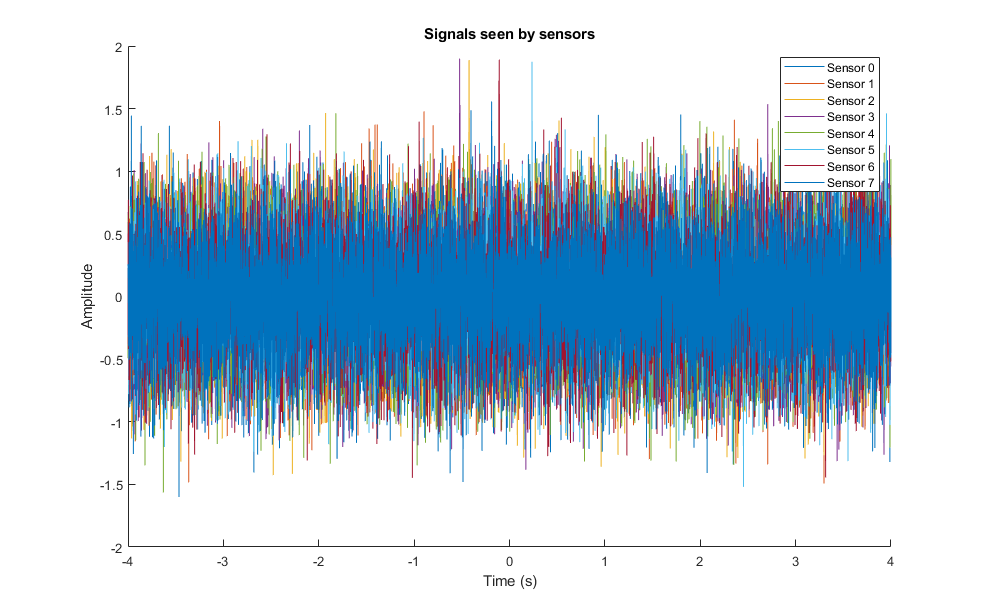 Signals seen by sensors
2
1.5
1
0.5
0
-0.5
-1
-1.5
-2
Amplitude
-4 -3 -2 -1 0 1 2 3 4
Time (s)
Sensor 0
Sensor 1
Sensor 2
Sensor 3
Sensor 4
Sensor 5
Sensor 6
Sensor 7